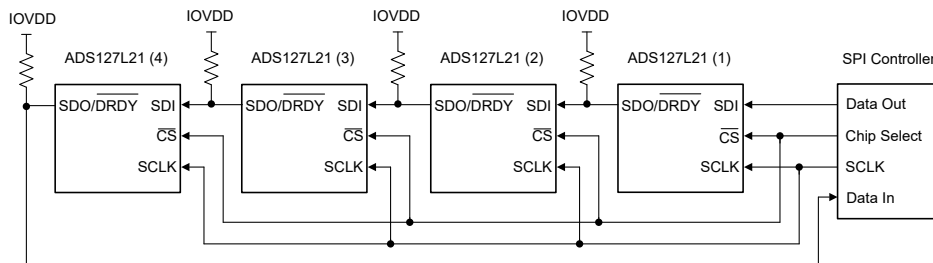 IOVDD IOVDD IOVDD IOVDD
ADS127L21 (4) ADS127L21 (3) ADS127L21 (2) ADS127L21 (1) SPI Controller
SDO/DRDY SDI SDO/DRDY SDI SDO/DRDY SDI SDO/DRDY SDI Data Out
CS CS CS CS Chip Select
SCLK SCLK SCLK SCLK SCLK
Data In